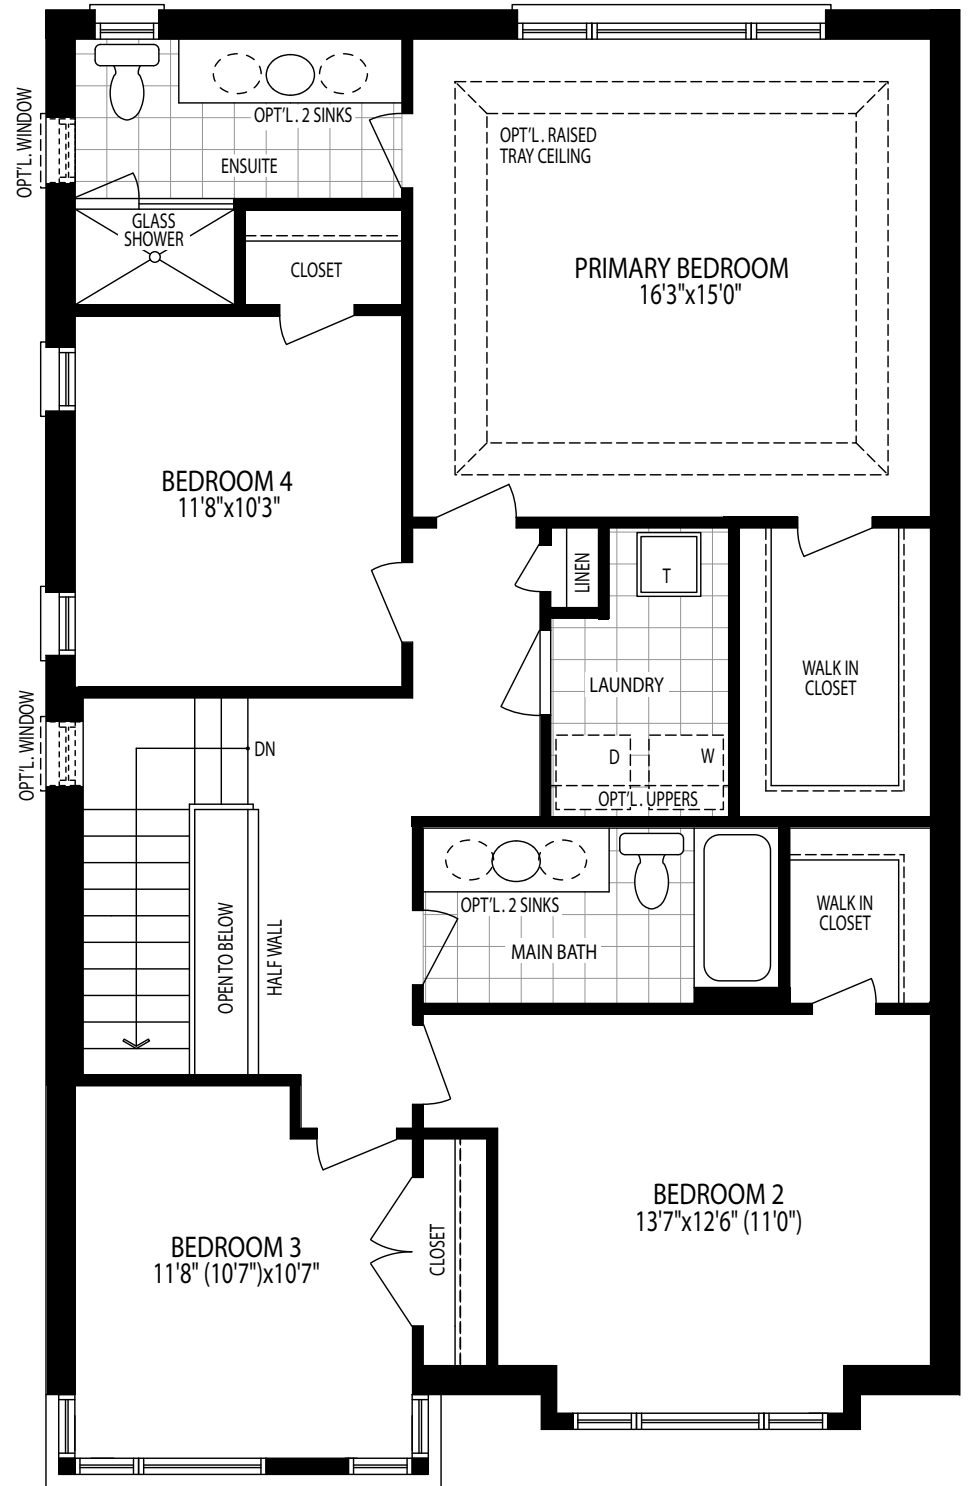 OPT'L. WINDOW
OPT'L. 2 SINKS
ENSUITE
OPT'L. RAISED
TRAY CEILING
GLASS
SHOWER
CLOSET
PRIMARY BEDROOM
16'3"x15'0"
BEDROOM 4
11'8"x10'3"
LINEN
T
LAUNDRY
WALK IN
CLOSET
OPT'L. WINDOW
DN
D
W
OPT'L. UPPERS
OPT'L. 2 SINKS
MAIN BATH
WALK IN
CLOSET
OPEN TO BELOW
HALF WALL
BEDROOM 2
13'7"x12'6" (11'0")
BEDROOM 3
11'8" (10'7")x10'7"
CLOSET